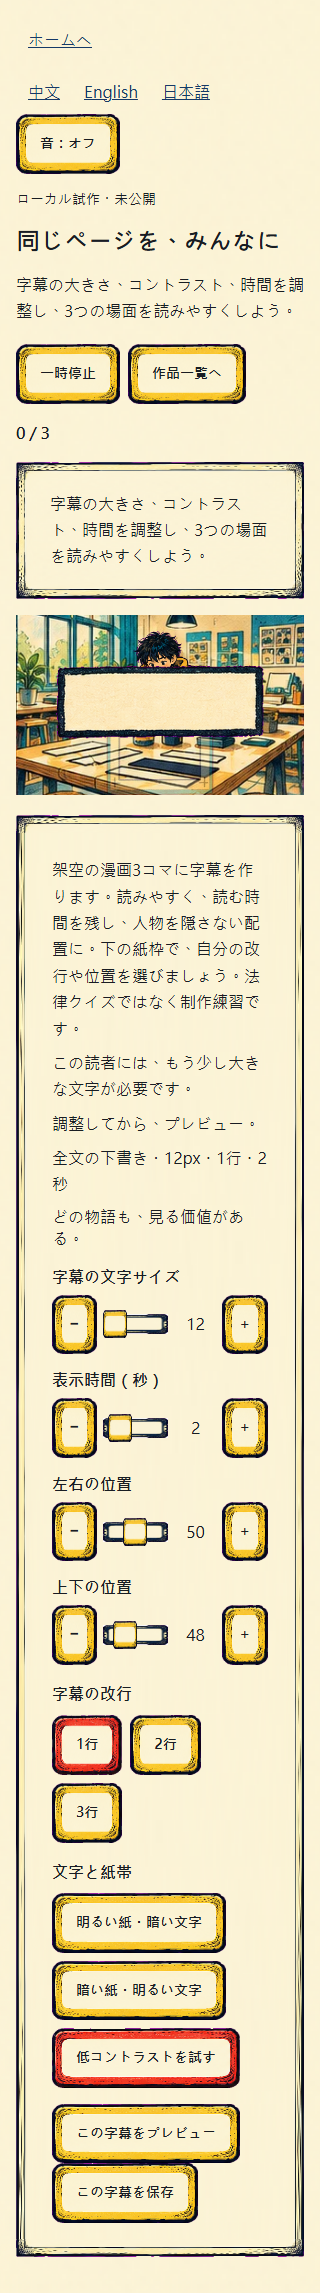 ホームへ
中文 English 日本語
音：オフ
ローカル試作・未公開
同じページを、みんなに
字幕の大きさ、コントラスト、時間を調
整し、3つの場面を読みやすくしよう。
一時停止 作品一覧へ
0 / 3
字幕の大きさ、コントラス
ト、時間を調整し、3つの場面
を読みやすくしよう。
架空の漫画3コマに字幕を作
ります。読みやすく、読む時
間を残し、人物を隠さない配
置に。下の紙枠で、自分の改
行や位置を選びましょう。法
律クイズではなく制作練習で
す。
この読者には、もう少し大き
な文字が必要です。
調整してから、プレビュー。
全文の下書き・12px・1行・2
秒
どの物語も、見る価値があ
る。
字幕の文字サイズ
− 12 +
表示時間（秒）
− 2 +
左右の位置
− 50 +
上下の位置
− 48 +
字幕の改行
1行 2行
3行
文字と紙帯
明るい紙・暗い文字
暗い紙・明るい文字
低コントラストを試す
この字幕をプレビュー
この字幕を保存